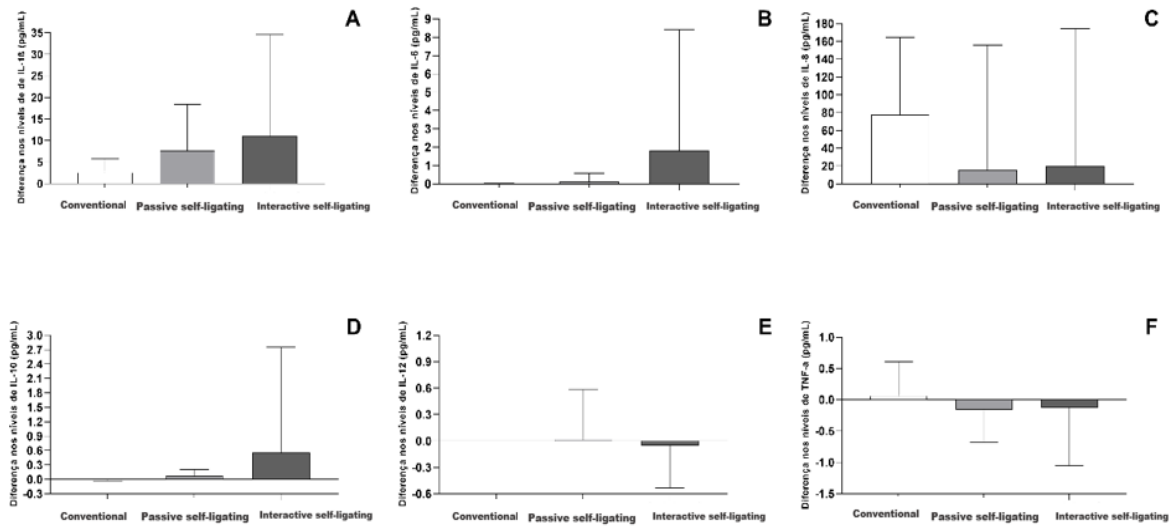 A
Diferença nos níveis de de IL-1ß (pg/mL)
35
30
25
20
15
10
5
0
Conventional Passive self-ligating Interactive self-ligating
B
Diferença nos níveis de IL-6 (pg/mL)
9
8
7
6
5
4
3
2
1
0
Conventional Passive self-ligating Interactive self-ligating
C
Diferença nos níveis de IL-8 (pg/mL)
180
160
140
120
100
80
60
40
20
0
Conventional Passive self-ligating Interactive self-ligating
D
Diferença nos níveis de IL-10 (pg/mL)
3.0
2.7
2.4
2.1
1.8
1.5
1.2
0.9
0.6
0.3
0.0
-0.3
Conventional Passive self-ligating Interactive self-ligating
E
Diferença nos níveis de IL-12 (pg/mL)
1.2
0.9
0.6
0.3
0.0
-0.3
-0.6
Conventional Passive self-ligating Interactive self-ligating
F
Diferença nos níveis de TNF-a (pg/mL)
1.0
0.5
0.0
-0.5
-1.0
-1.5
Conventional Passive self-ligating Interactive self-ligating